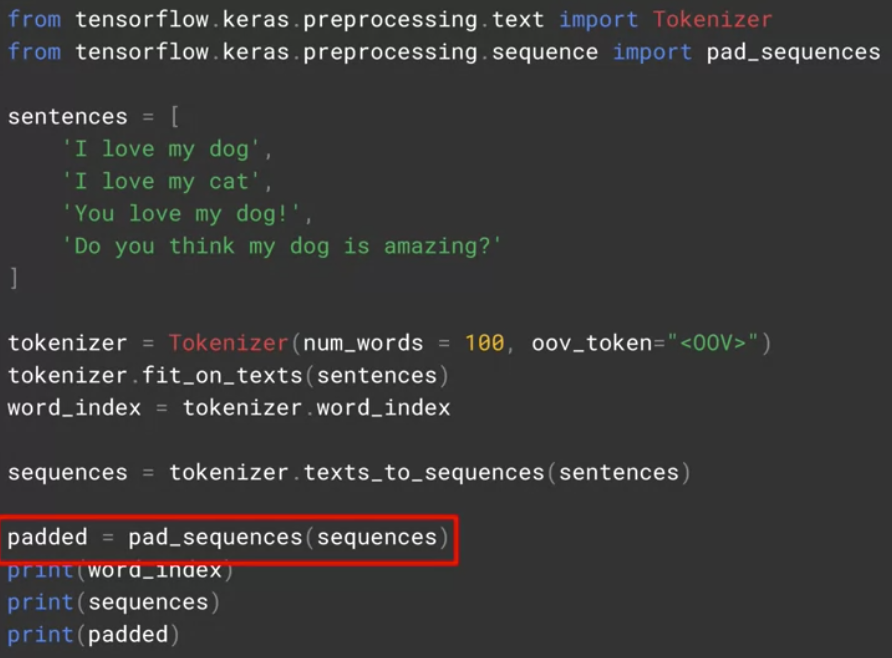 from tensorflow.keras.preprocessing.text import Tokenizer
from tensorflow.keras.preprocessing.sequence import pad_sequences
sentences = [
'I love my dog',
'I love my cat',
'You love my dog!',
'Do you think my dog is amazing?'
]
tokenizer = Tokenizer(num_words = 100, oov_token="<OOV>")
tokenizer.fit_on_texts(sentences)
word_index = tokenizer.word_index
sequences = tokenizer.texts_to_sequences(sentences)
padded = pad_sequences(sequences)
print(word_index)
print(sequences)
print(padded)